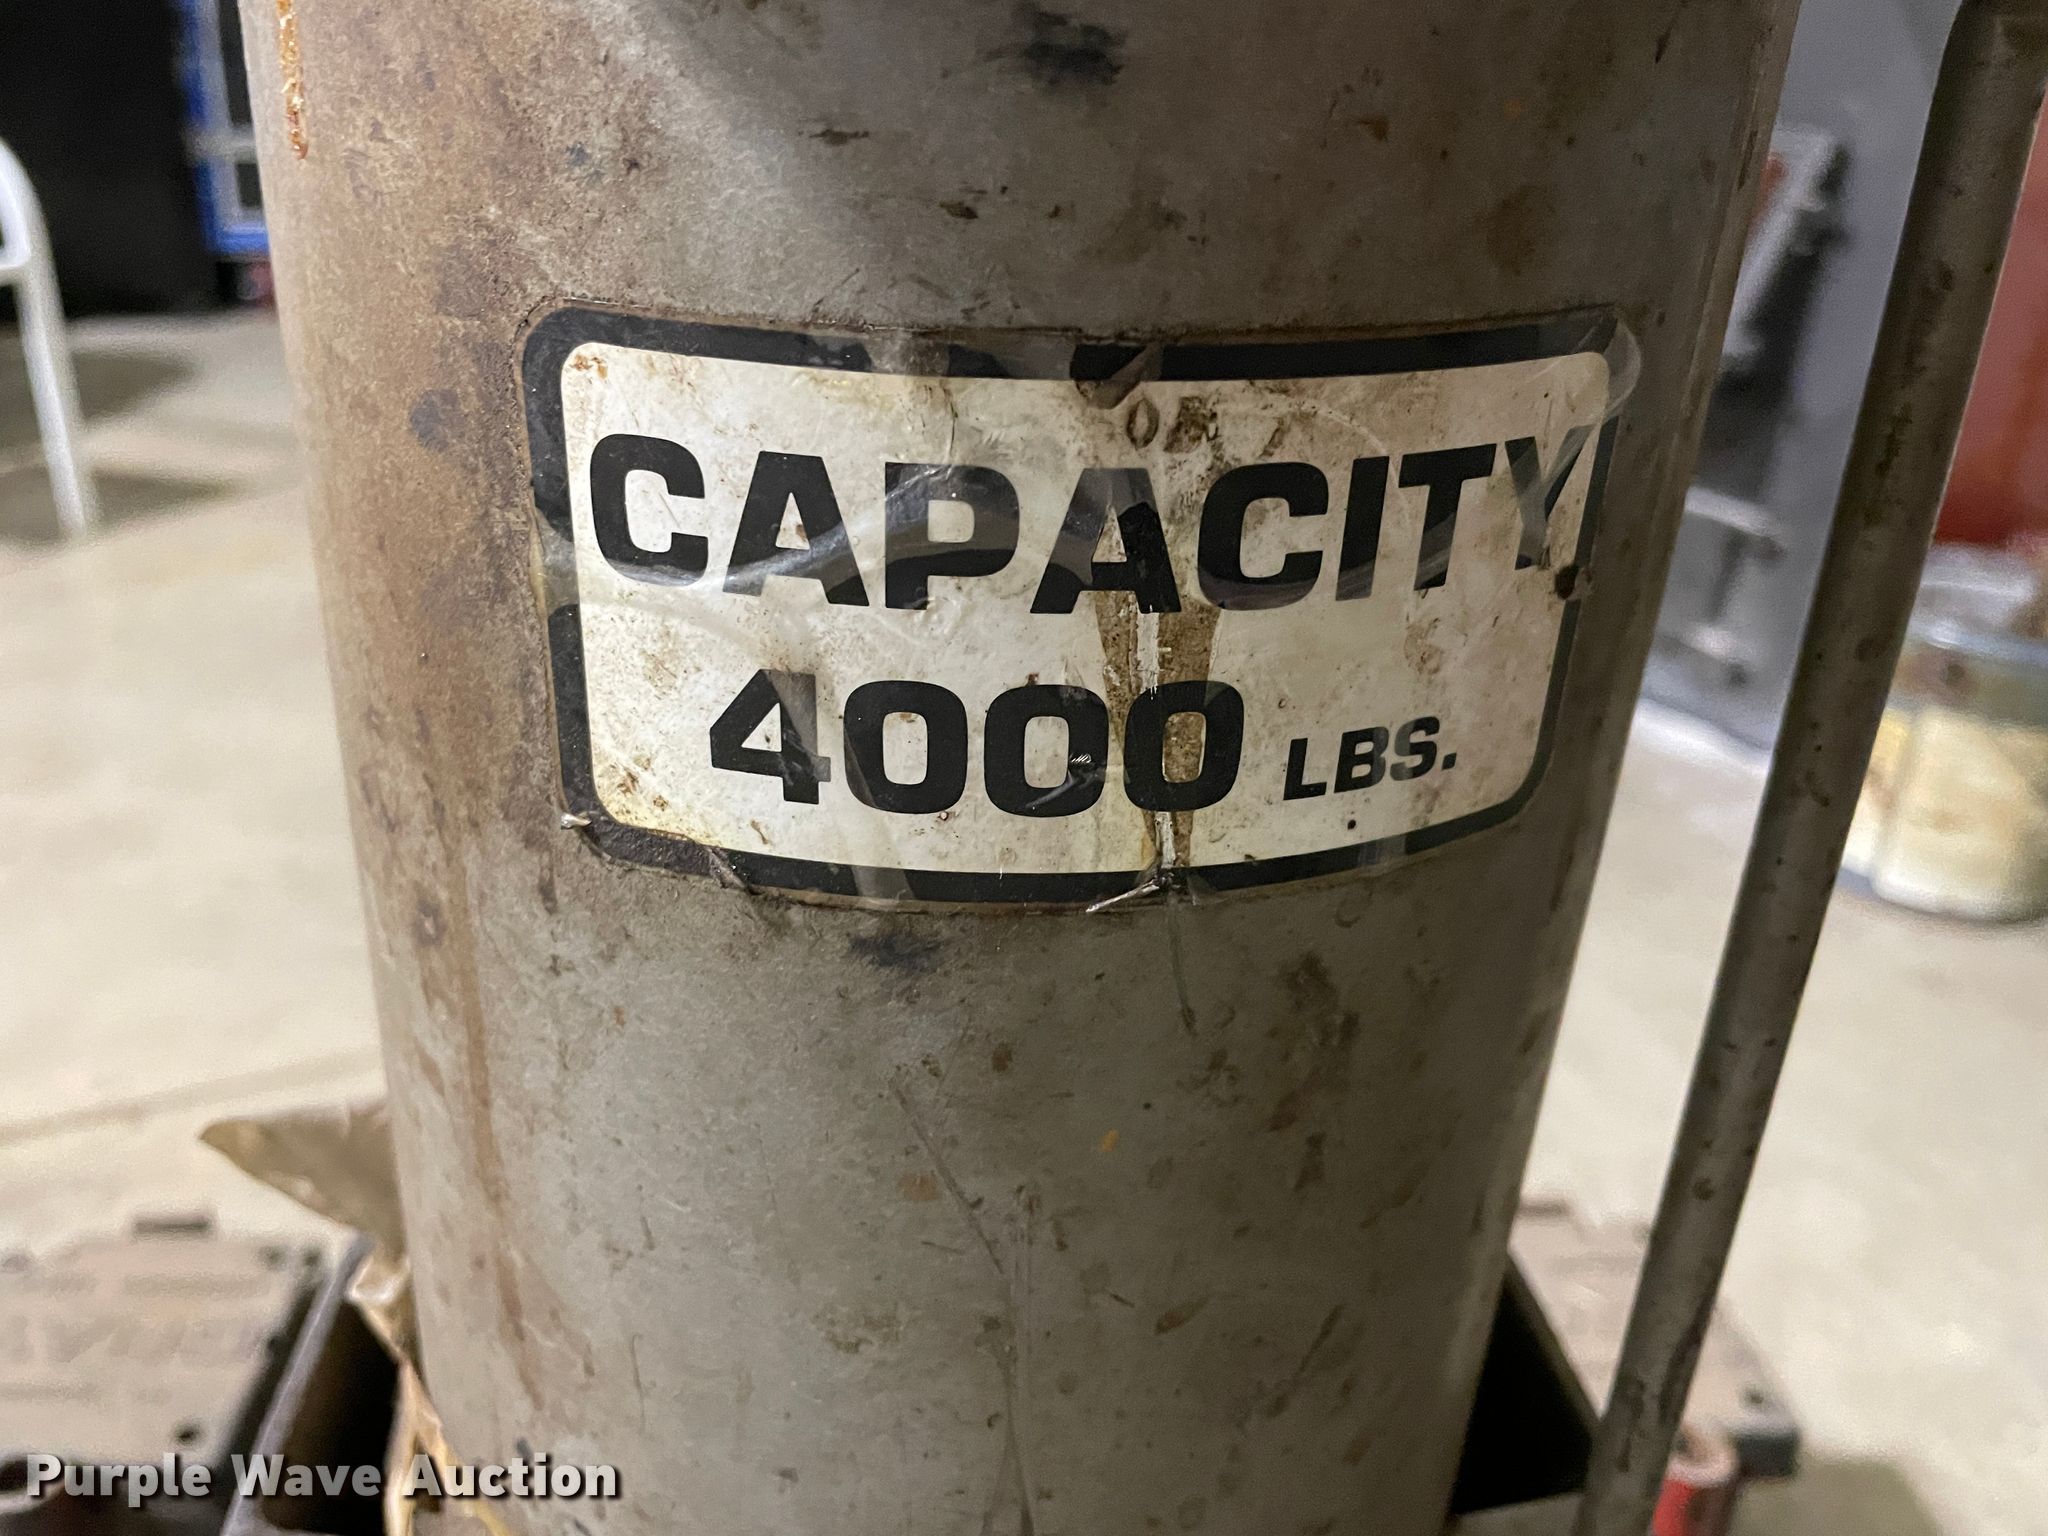 CAPACITY
4000 LBS.
Purple Wave Auction